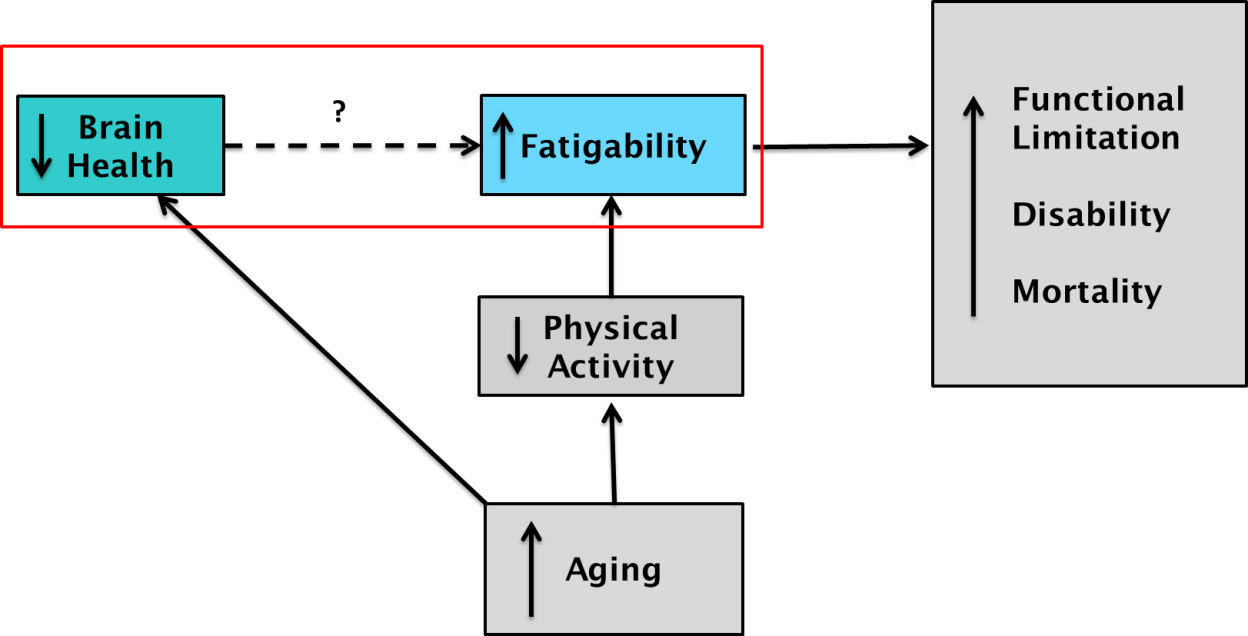 ?
Brain
Health
Fatigability
Functional
Limitation
Disability
Mortality
Physical
Activity
Aging